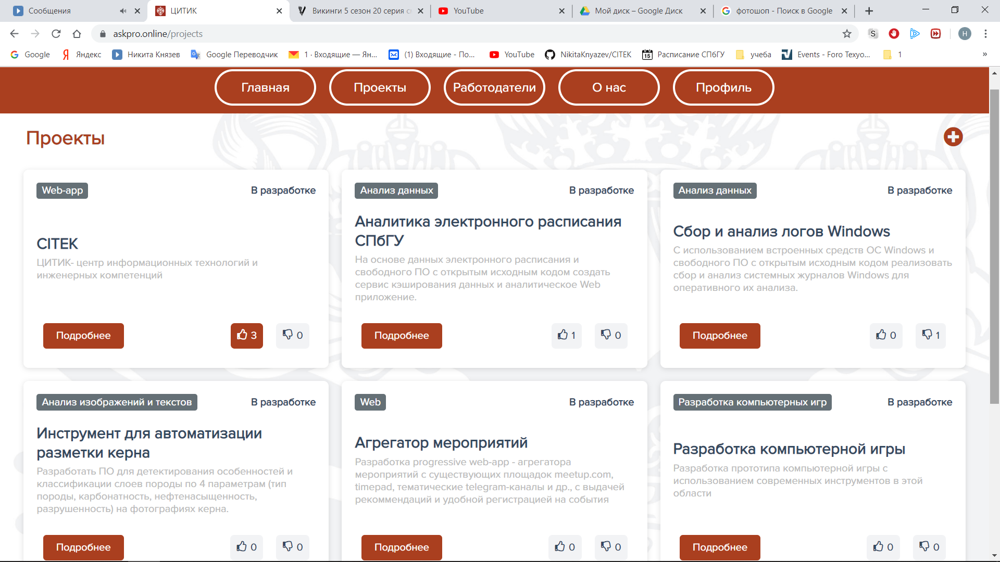 Сообщения
ЦИТИК
Викинги 5 сезон 20 серия
YouTube
Мой диск – Google Диск
фотошоп - Поиск в Google
askpro.online/projects
S
H
Google
Яндекс
Никита Князев
Google Переводчик
1 · Входящие — Ян...
(1) Входящие - По...
YouTube
NikitaKnyazev/CITEK
15
Расписание СПбГУ
учеба
Events - Foro Texyo...
1
»
Главная
Проекты
Работодатели
О нас
Профиль
Проекты
Web-app
В разработке
CITEK
ЦИТИК- центр информационных технологий и
инженерных компетенций
Подробнее
3
0
Анализ данных
В разработке
Аналитика электронного расписания
СПбГУ
На основе данных электронного расписания и
свободного ПО с открытым исходным кодом создать
сервис кэширования данных и аналитическое Web
приложение.
Подробнее
1
0
Анализ данных
В разработке
Сбор и анализ логов Windows
С использованием встроенных средств ОС Windows и
свободного ПО с открытым исходным кодом реализовать
сбор и анализ системных журналов Windows для
оперативного их анализа.
Подробнее
0
1
Анализ изображений и текстов
В разработке
Инструмент для автоматизации
разметки керна
Разработать ПО для детектирования особенностей и
классификации слоев породы по 4 параметрам (тип
породы, карбонатность, нефтенасыщенность,
разрушенность) на фотографиях керна.
Подробнее
0
0
Web
В разработке
Агрегатор мероприятий
Разработка progressive web-app - агрегатора
мероприятий с существующих площадок meetup.com,
timepad, тематические telegram-каналы и др., с выдачей
рекоммендаций и удобной регистрацией на события
Подробнее
0
0
Разработка компьютерных игр
В разработке
Разработка компьютерной игры
Разработка прототипа компьютерной игры с
использованием современных инструментов в этой
области
Подробнее
0
0